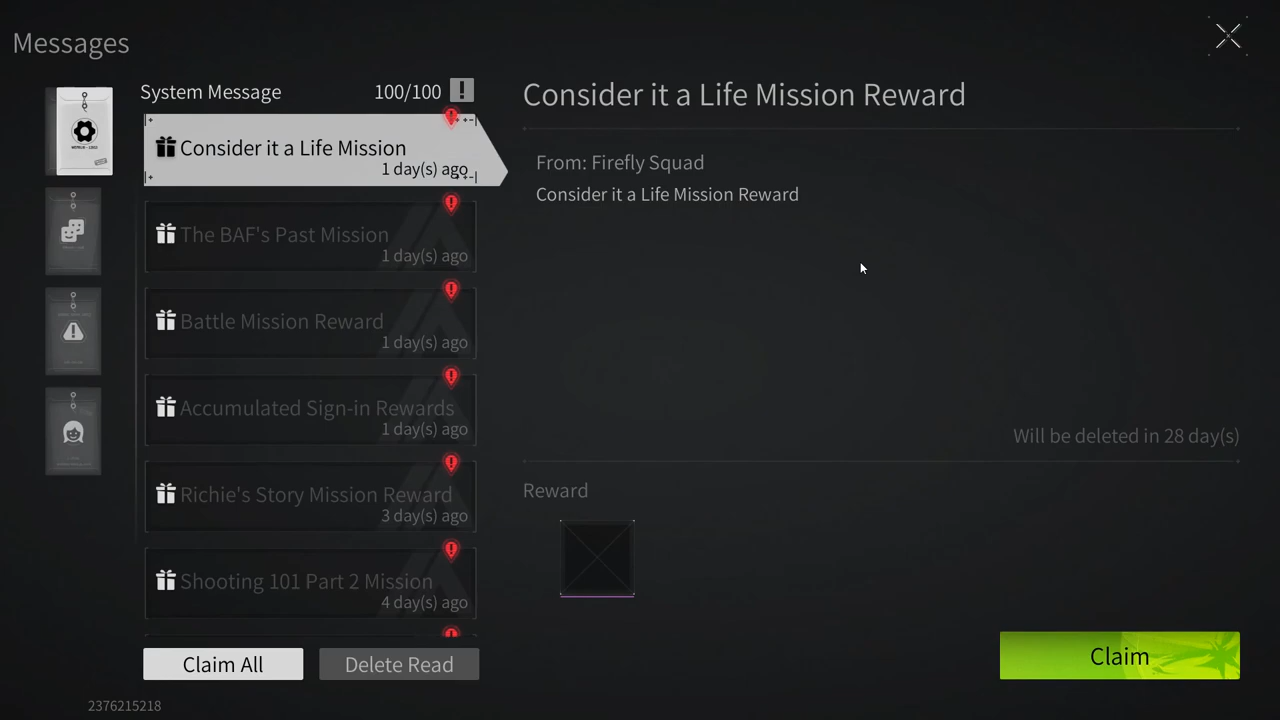 Messages
System Message 100/100
Consider it a Life Mission
1 day(s) ago
The BAF's Past Mission
1 day(s) ago
Battle Mission Reward
1 day(s) ago
Accumulated Sign-in Rewards
1 day(s) ago
Richie's Story Mission Reward
3 day(s) ago
Shooting 101 Part 2 Mission
4 day(s) ago
Claim All
Delete Read
2376215218
Consider it a Life Mission Reward
From: Firefly Squad
Consider it a Life Mission Reward
Will be deleted in 28 day(s)
Reward
Claim